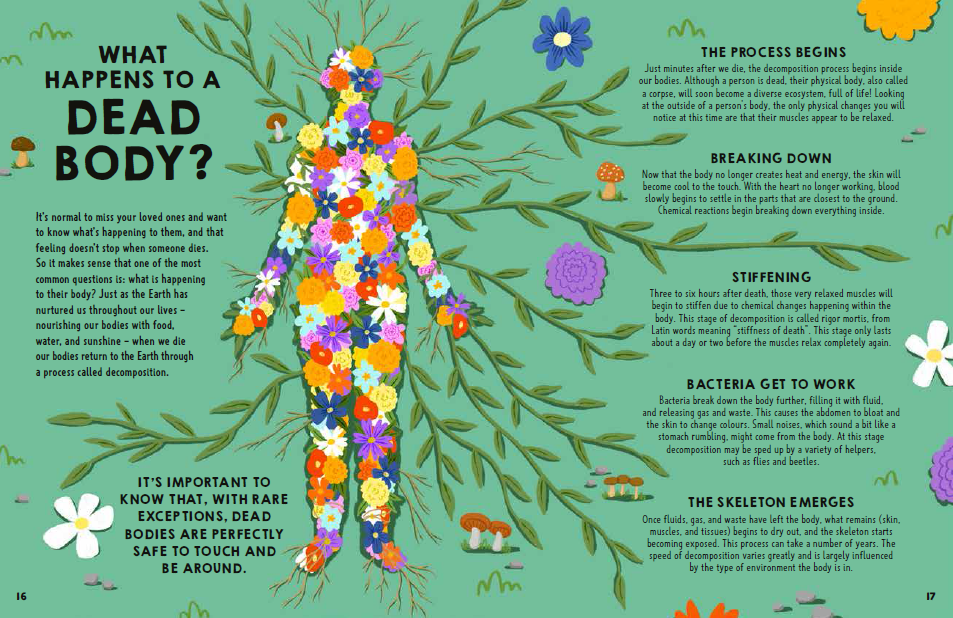 WHAT
HAPPENS TO A
DEAD
BODY?
It's normal to miss your loved ones and want
to know what's happening to them, and that
feeling doesn't stop when someone dies.
So it makes sense that one of the most
common questions is: what is happening
to their body? Just as the Earth has
nurtured us throughout our lives –
nourishing our bodies with food,
water, and sunshine – when we die
our bodies return to the Earth through
a process called decomposition.
IT'S IMPORTANT TO
KNOW THAT, WITH RARE
EXCEPTIONS, DEAD
BODIES ARE PERFECTLY
SAFE TO TOUCH AND
BE AROUND.
16
THE PROCESS BEGINS
Just minutes after we die, the decomposition process begins inside
our bodies. Although a person is dead, their physical body, also called
a corpse, will soon become a diverse ecosystem, full of life! Looking
at the outside of a person's body, the only physical changes you will
notice at this time are that their muscles appear to be relaxed.
BREAKING DOWN
Now that the body no longer creates heat and energy, the skin will
become cool to the touch. With the heart no longer working, blood
slowly begins to settle in the parts that are closest to the ground.
Chemical reactions begin breaking down everything inside.
STIFFENING
Three to six hours after death, those very relaxed muscles will
begin to stiffen due to chemical changes happening within the
body. This stage of decomposition is called rigor mortis, from
Latin words meaning "stiffness of death". This stage only lasts
about a day or two before the muscles relax completely again.
BACTERIA GET TO WORK
Bacteria break down the body further, filling it with fluid,
and releasing gas and waste. This causes the abdomen to bloat and
the skin to change colours. Small noises, which sound a bit like a
stomach rumbling, might come from the body. At this stage
decomposition may be sped up by a variety of helpers,
such as flies and beetles.
THE SKELETON EMERGES
Once fluids, gas, and waste have left the body, what remains (skin,
muscles, and tissues) begins to dry out, and the skeleton starts
becoming exposed. This process can take a number of years. The
speed of decomposition varies greatly and is largely influenced
by the type of environment the body is in.
17